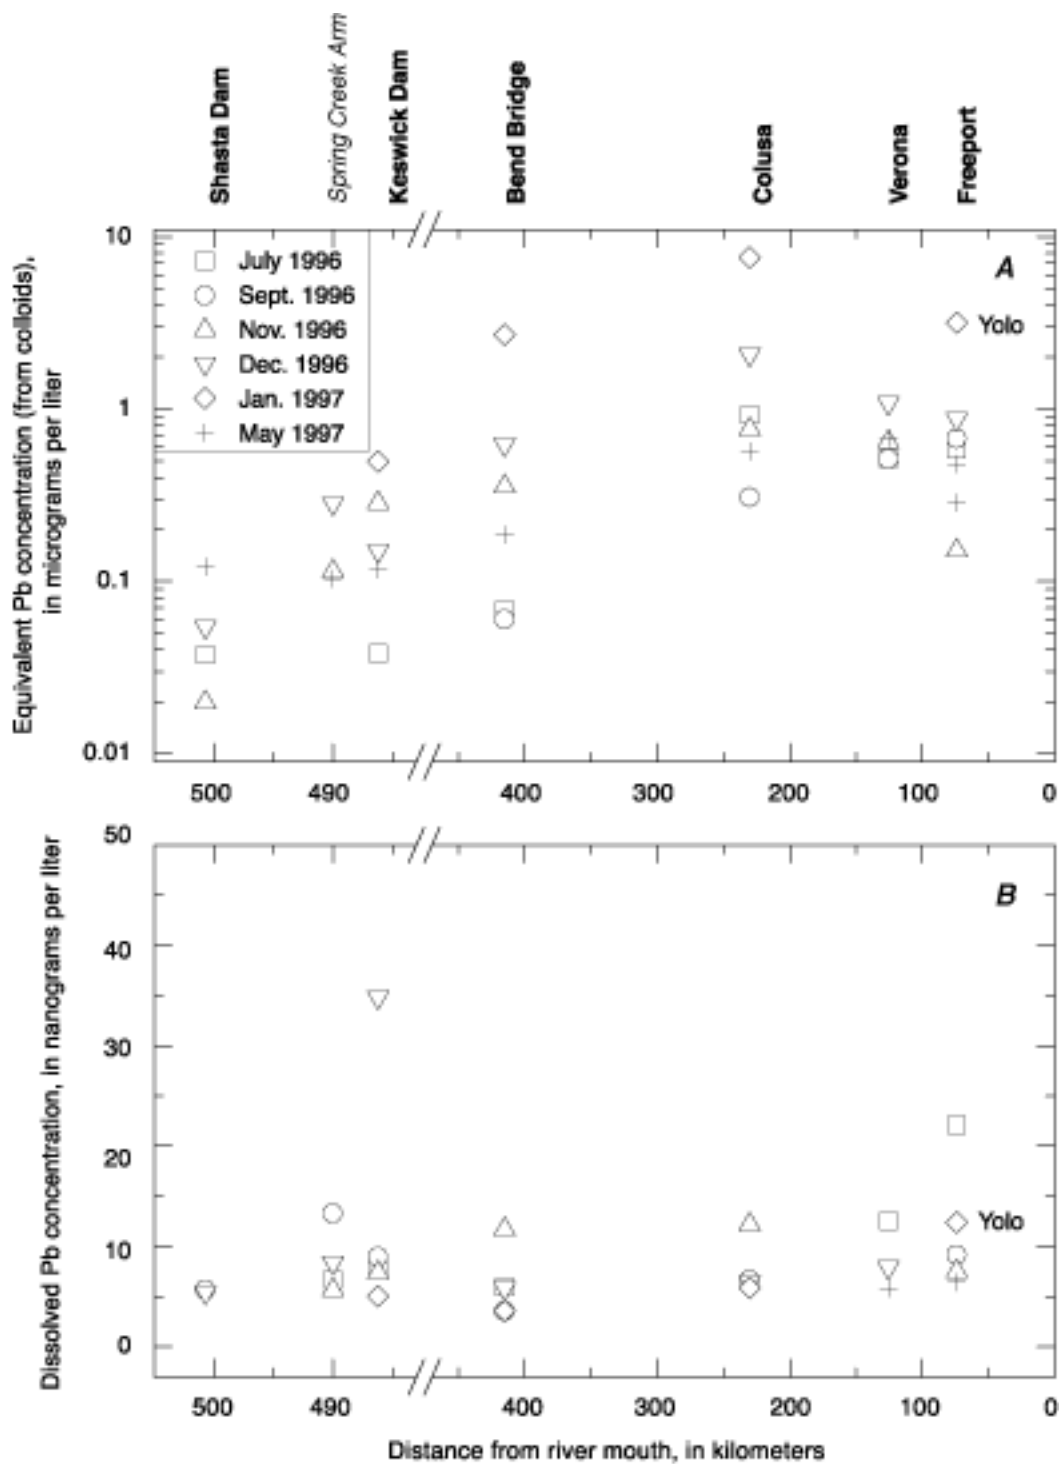 Shasta Dam
Spring Creek Arm
Keswick Dam
Bend Bridge
Colusa
Verona
Freeport
Equivalent Pb concentration (from colloids),
in micrograms per liter
10
1
0.1
0.01
July 1996
Sept. 1996
Nov. 1996
Dec. 1996
Jan. 1997
May 1997
A
Yolo
500
490
400
300
200
100
0
Dissolved Pb concentration, in nanograms per liter
50
40
30
20
10
0
B
Yolo
500
490
400
300
200
100
0
Distance from river mouth, in kilometers